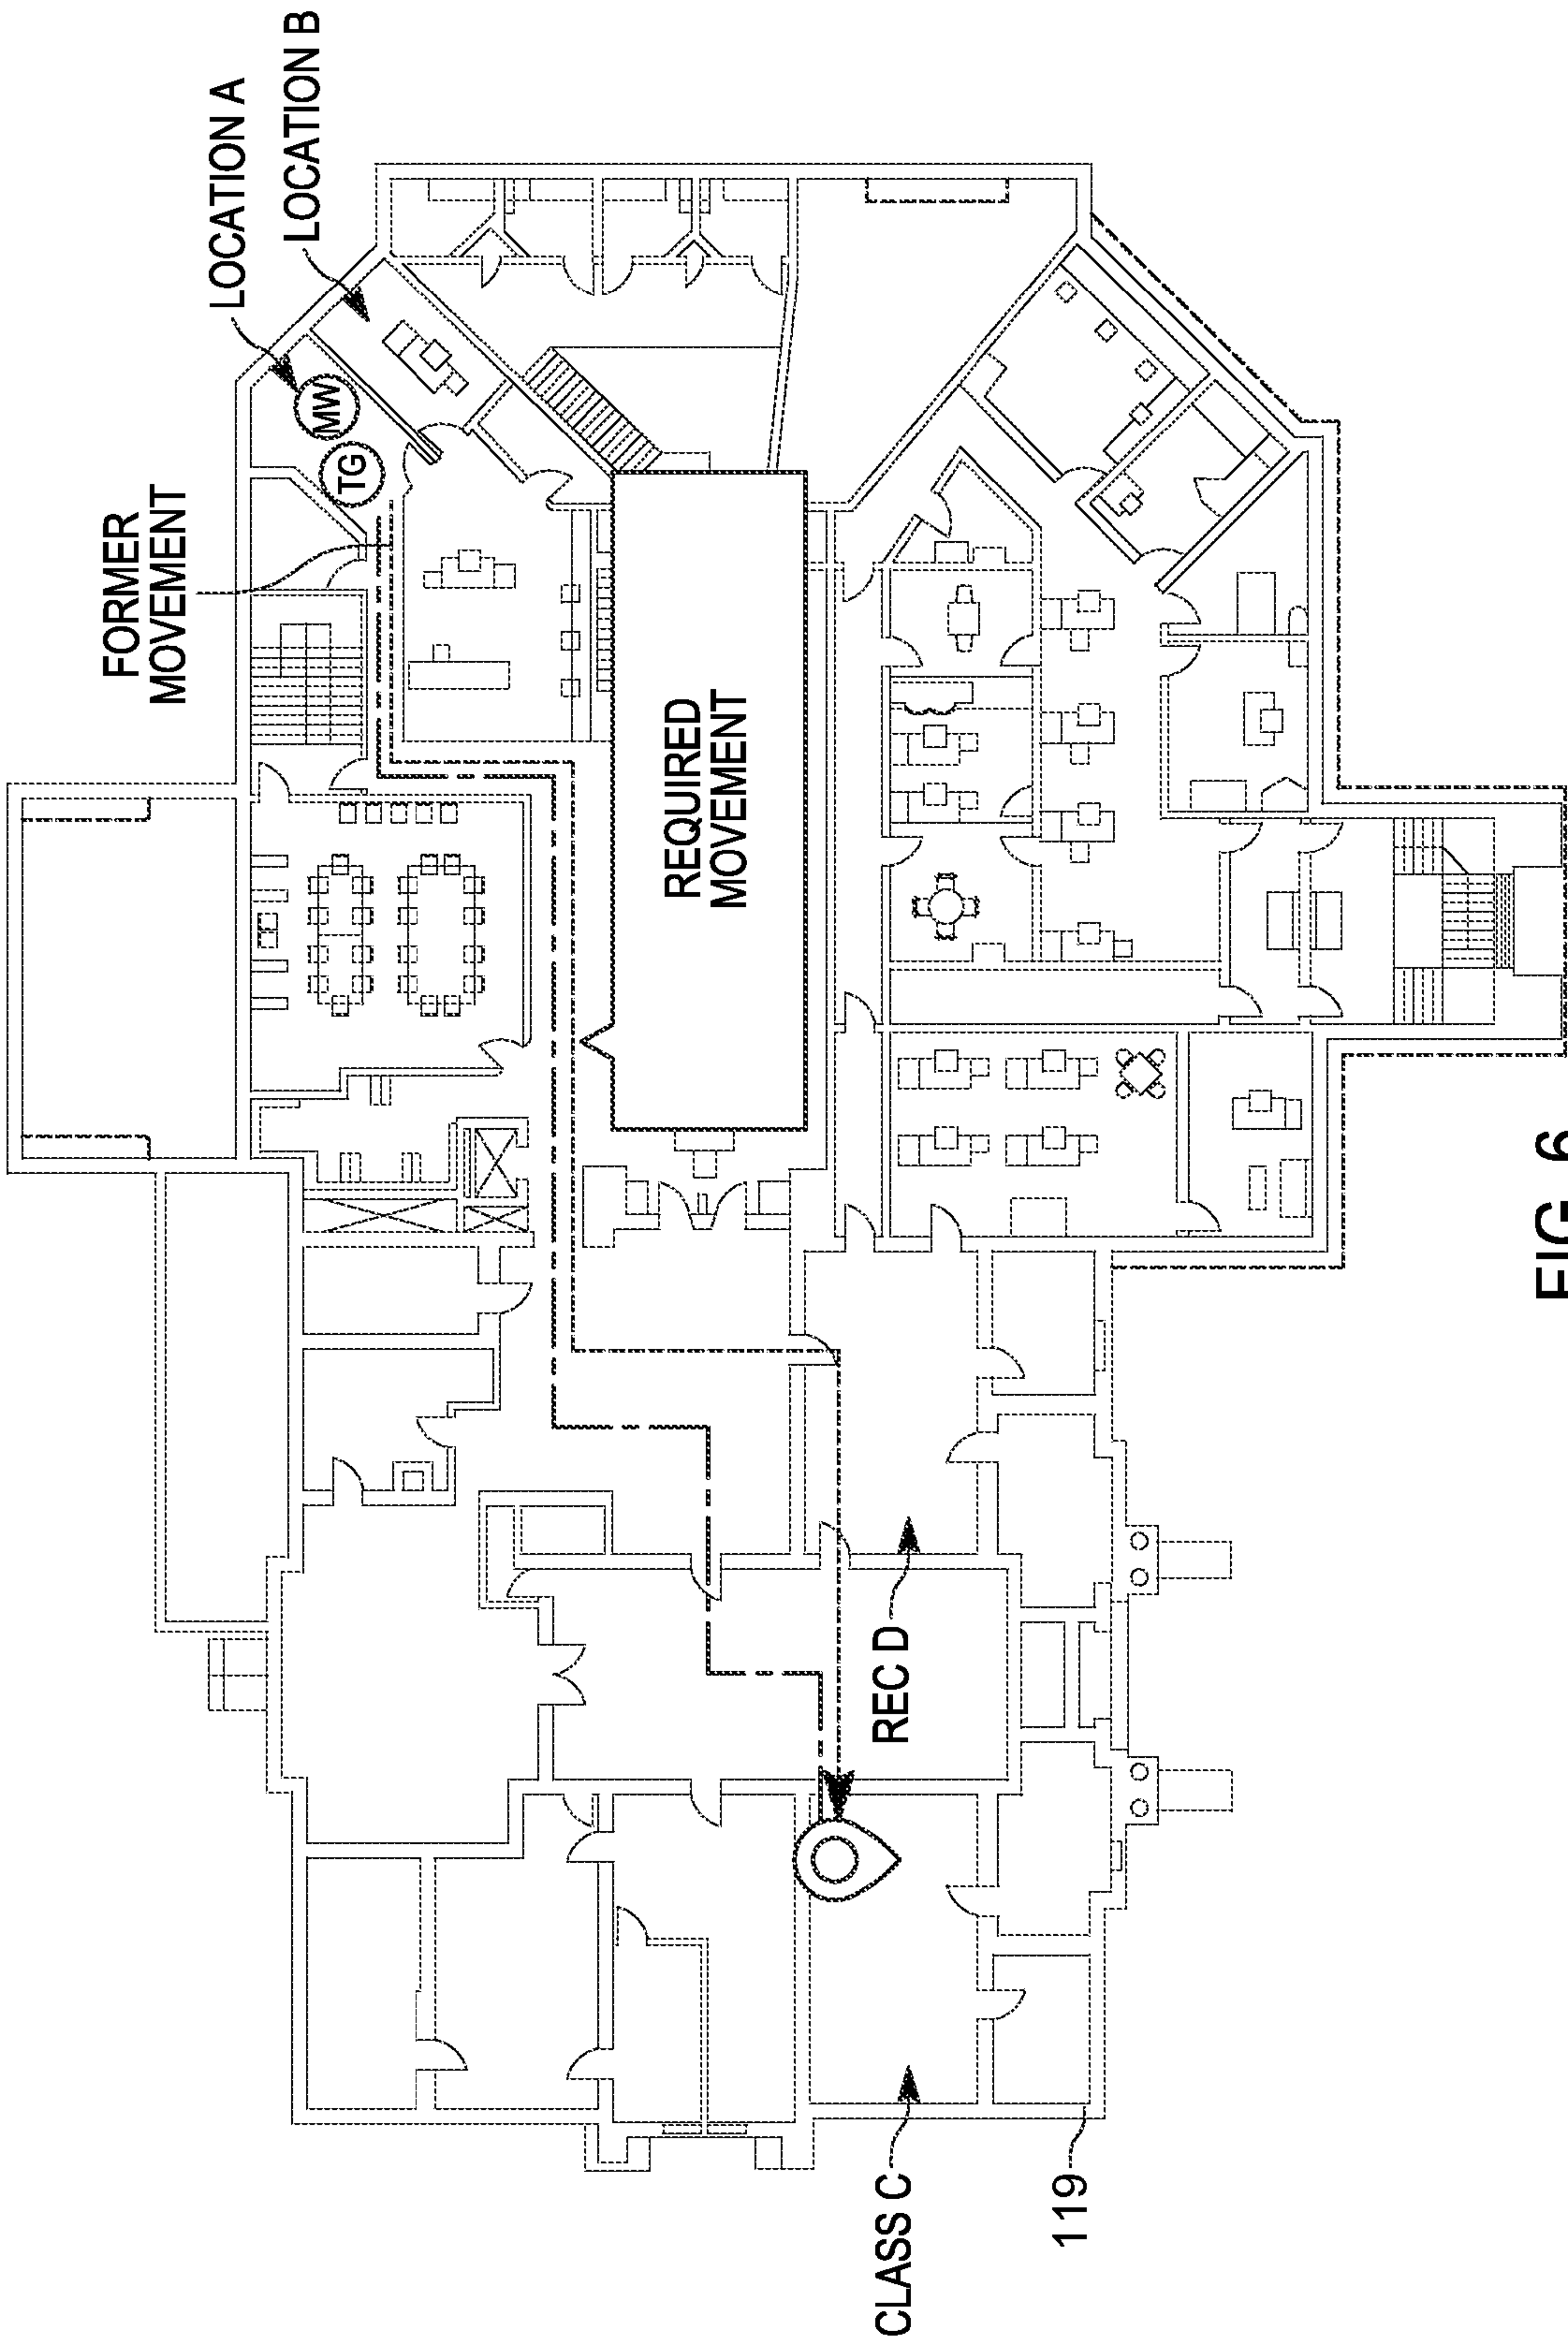 LOCATION A
LOCATION B
FORMER
MOVEMENT
MW
TG
REQUIRED
MOVEMENT
REC D
CLASS C
119
FIG. 6